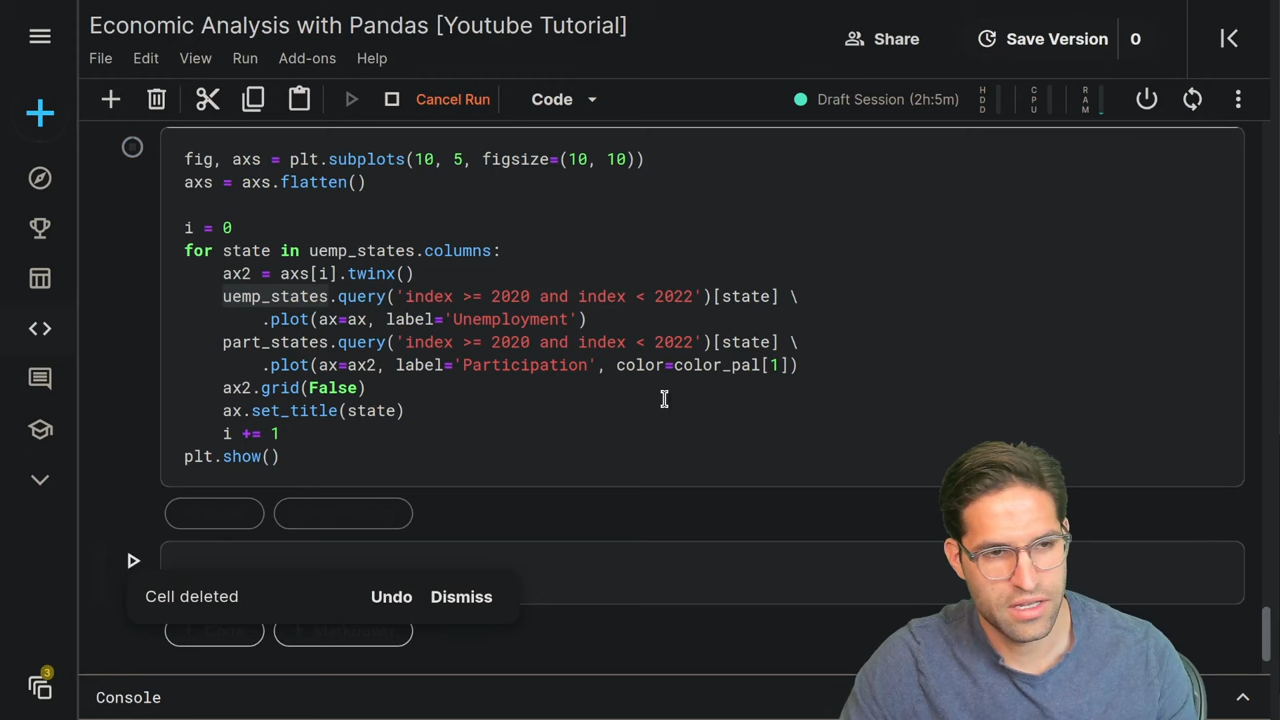 Economic Analysis with Pandas [Youtube Tutorial]
Share
Save Version 0
File Edit View Run Add-ons Help
Cancel Run
Code
Draft Session (2h:5m)
HDD
CPU
RAM
fig, axs = plt.subplots(10, 5, figsize=(10, 10))
axs = axs.flatten()
i = 0
for state in uemp_states.columns:
    ax2 = axs[i].twinx()
    uemp_states.query('index >= 2020 and index < 2022')[state] \
        .plot(ax=ax, label='Unemployment')
    part_states.query('index >= 2020 and index < 2022')[state] \
        .plot(ax=ax2, label='Participation', color=color_pal[1])
    ax2.grid(False)
    ax.set_title(state)
    i += 1
plt.show()
Cell deleted Undo Dismiss
3
Console